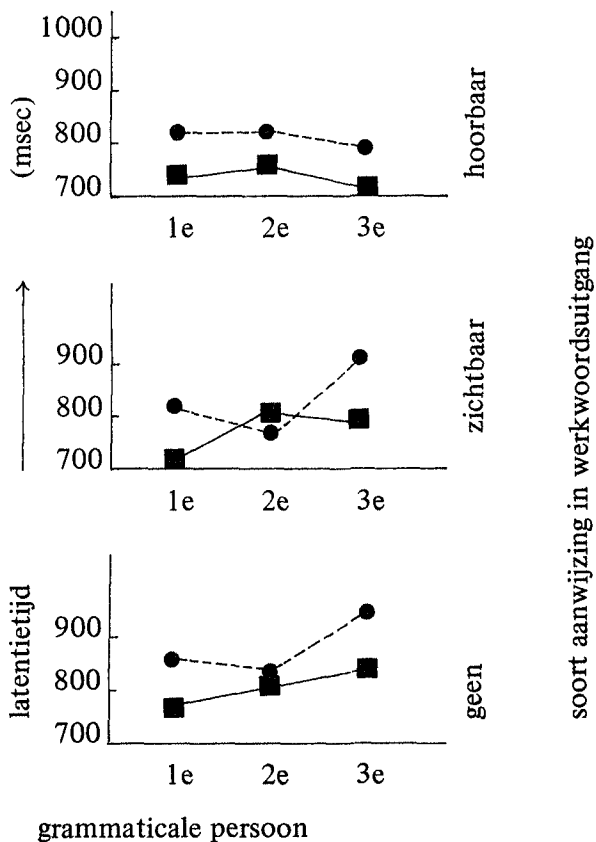 1000
900
800
700
1e 2e 3e
(msec)
hoorbaar
900
800
700
1e 2e 3e
zichtbaar
900
800
700
1e 2e 3e
latentietijd
geen
soort aanwijzing in werkwoordsuitgang
grammaticale persoon